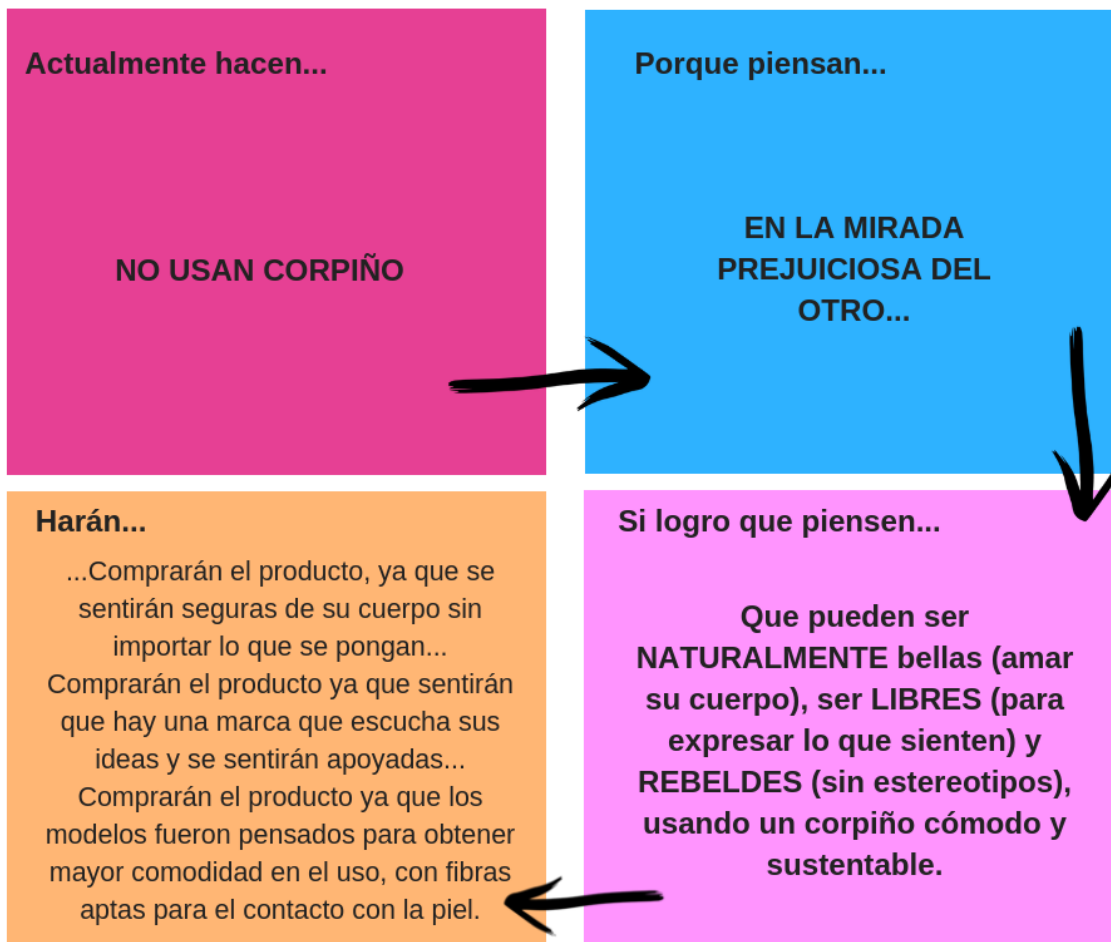 Actualmente hacen...
NO USAN CORPIÑO
Porque piensan...
EN LA MIRADA
PREJUICIOSA DEL
OTRO...
Si logro que piensen...
Que pueden ser
NATURALMENTE bellas (amar
su cuerpo), ser LIBRES (para
expresar lo que sienten) y
REBELDES (sin estereotipos),
usando un corpiño cómodo y
sustentable.
Harán...
...Comprarán el producto, ya que se
sentirán seguras de su cuerpo sin
importar lo que se pongan...
Comprarán el producto ya que sentirán
que hay una marca que escucha sus
ideas y se sentirán apoyadas...
Comprarán el producto ya que los
modelos fueron pensados para obtener
mayor comodidad en el uso, con fibras
aptas para el contacto con la piel.